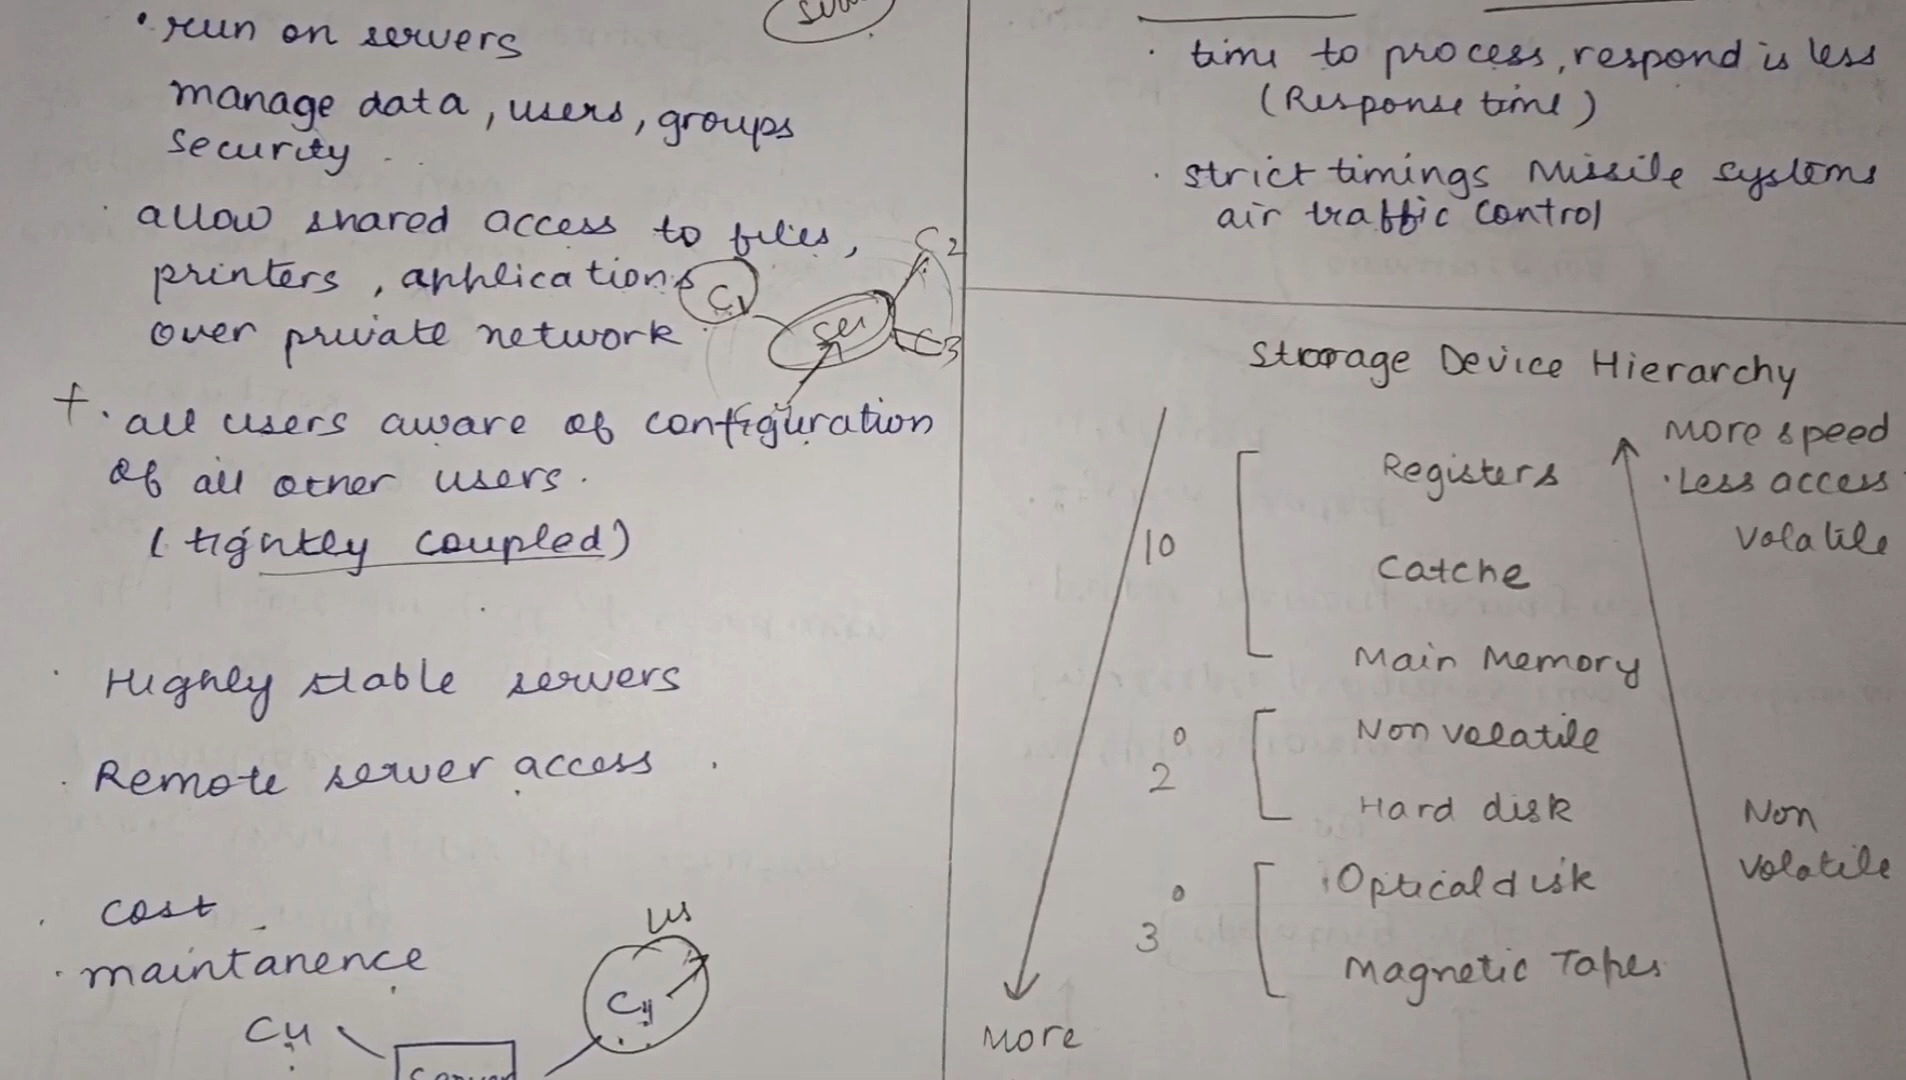 • run on servers
manage data, users, groups
security
• allow shared access to files,
printers, applications
over private network
C1
Ser
C2
C3
+ • all users aware of configuration
of all other users.
(tightly coupled)
• Highly stable servers
• Remote server access
• cost
• maintanence
C4
C4
• time to process, respond is less
(Response time)
• strict timings Missile systems
air traffic control
Storage Device Hierarchy
More speed
• Less access
volatile
1°
Registers
Catche
Main Memory
2°
Non volatile
Hard disk
Non
volatile
3°
Optical disk
Magnetic Tapes
More